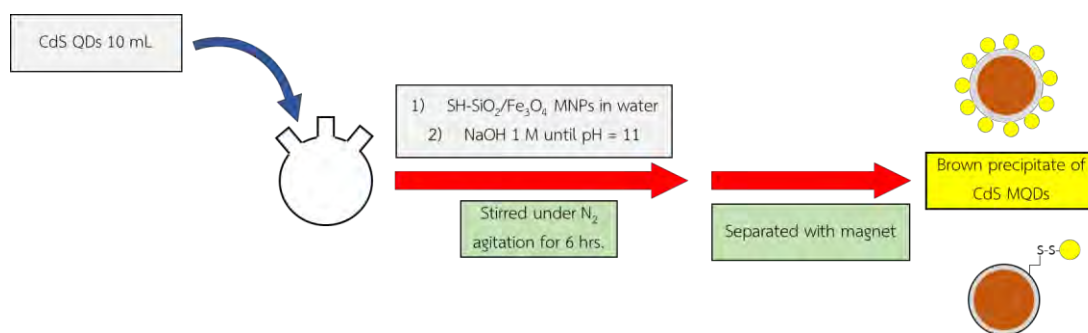 CdS QDs 10 mL
1) SH-SiO₂/Fe₃O₄ MNPs in water
2) NaOH 1 M until pH = 11
Stirred under N₂
agitation for 6 hrs.
Separated with magnet
Brown precipitate of
CdS MQDs
S-S